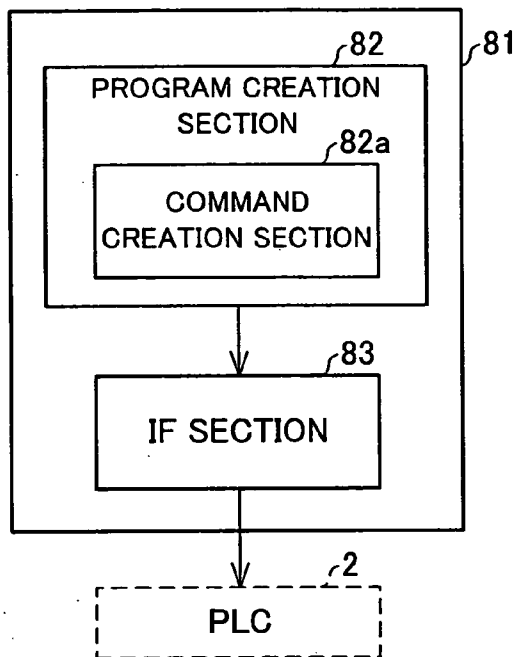 81
82
PROGRAM CREATION
SECTION
82a
COMMAND
CREATION SECTION
83
IF SECTION
2
PLC